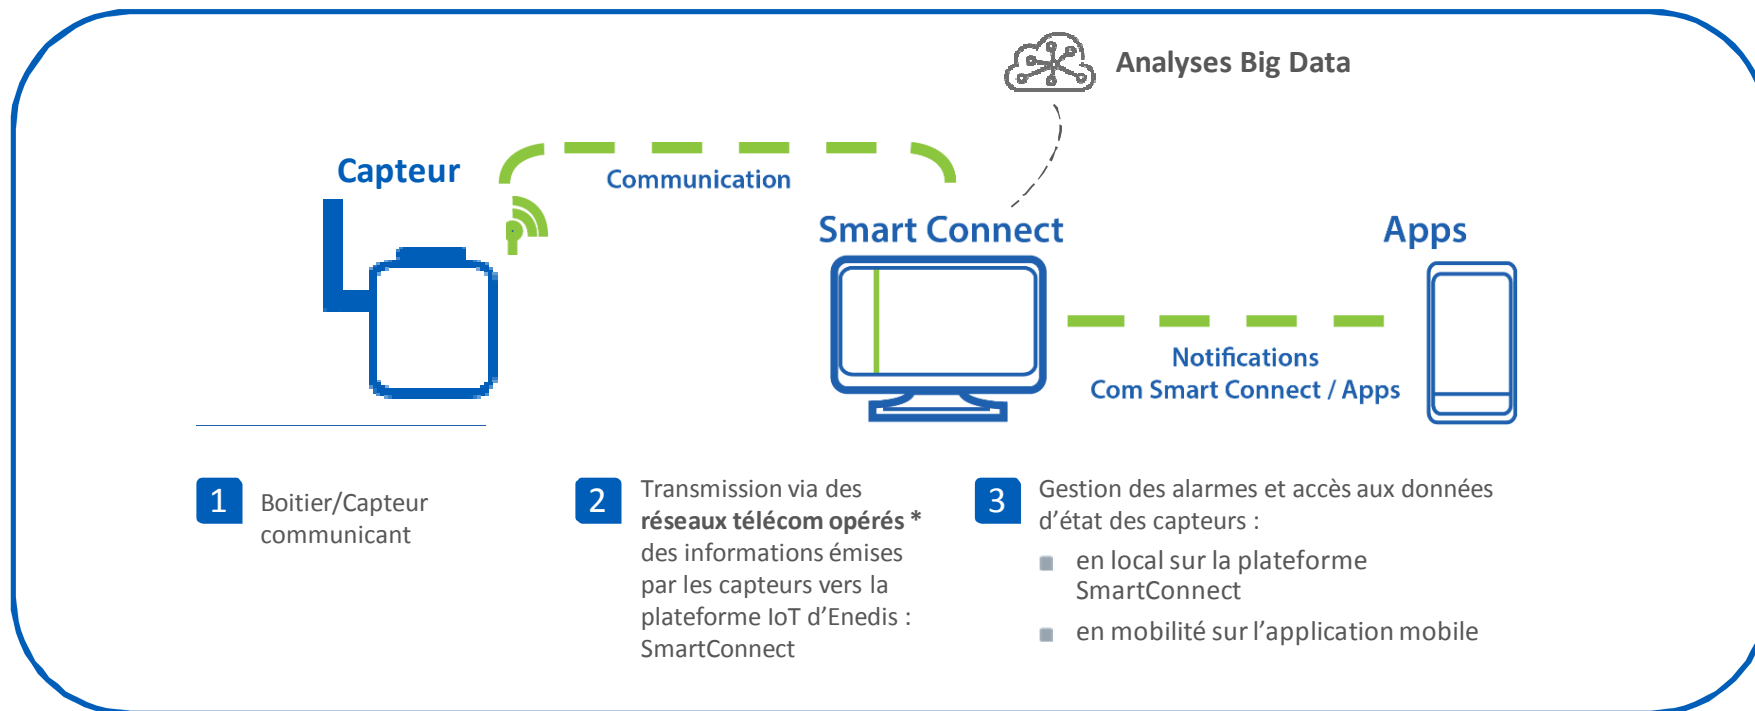 Analyses Big Data
Capteur
Communication
Smart Connect
Apps
Notifications
Com Smart Connect / Apps
1
Boitier/Capteur
communicant
2
Transmission via des
réseaux télécom opérés *
des informations émises
par les capteurs vers la
plateforme IoT d’Enedis :
SmartConnect
3
Gestion des alarmes et accès aux données
d’état des capteurs :
en local sur la plateforme
SmartConnect
en mobilité sur l’application mobile